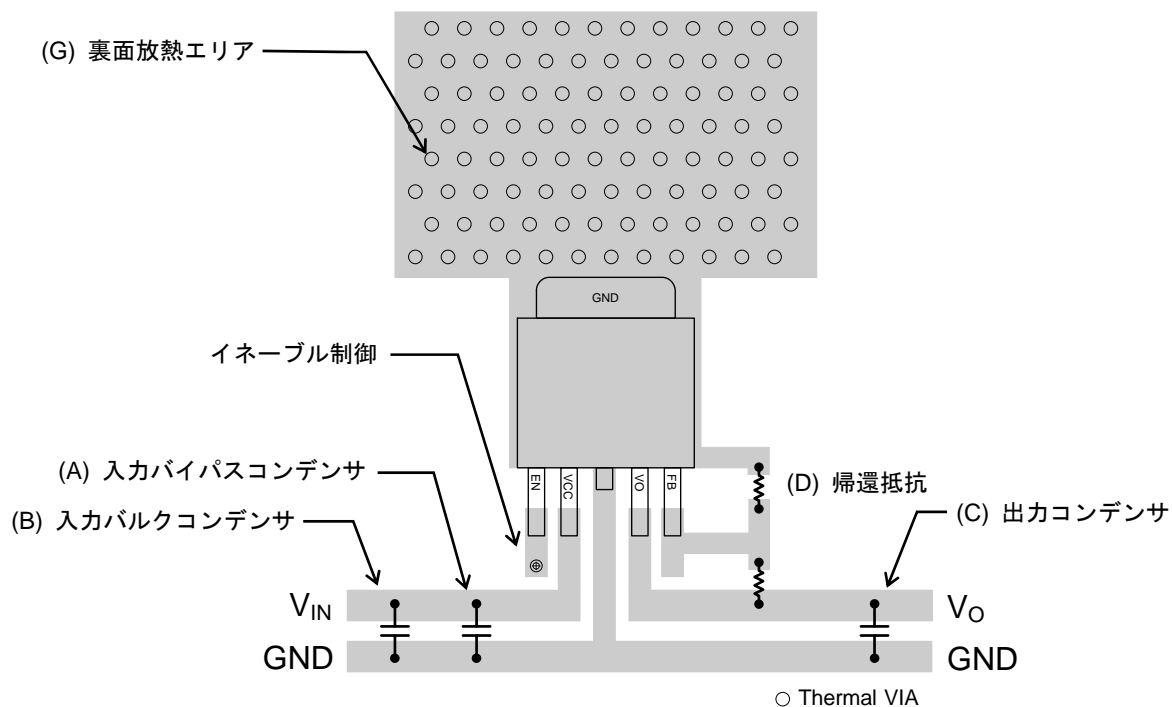 (G) 裏面放熱エリア
GND
イネーブル制御
(A) 入力バイパスコンデンサ
(B) 入力バルクコンデンサ
EN
VCC
VO
FB
(D) 帰還抵抗
(C) 出力コンデンサ
VIN
VO
GND
GND
Thermal VIA